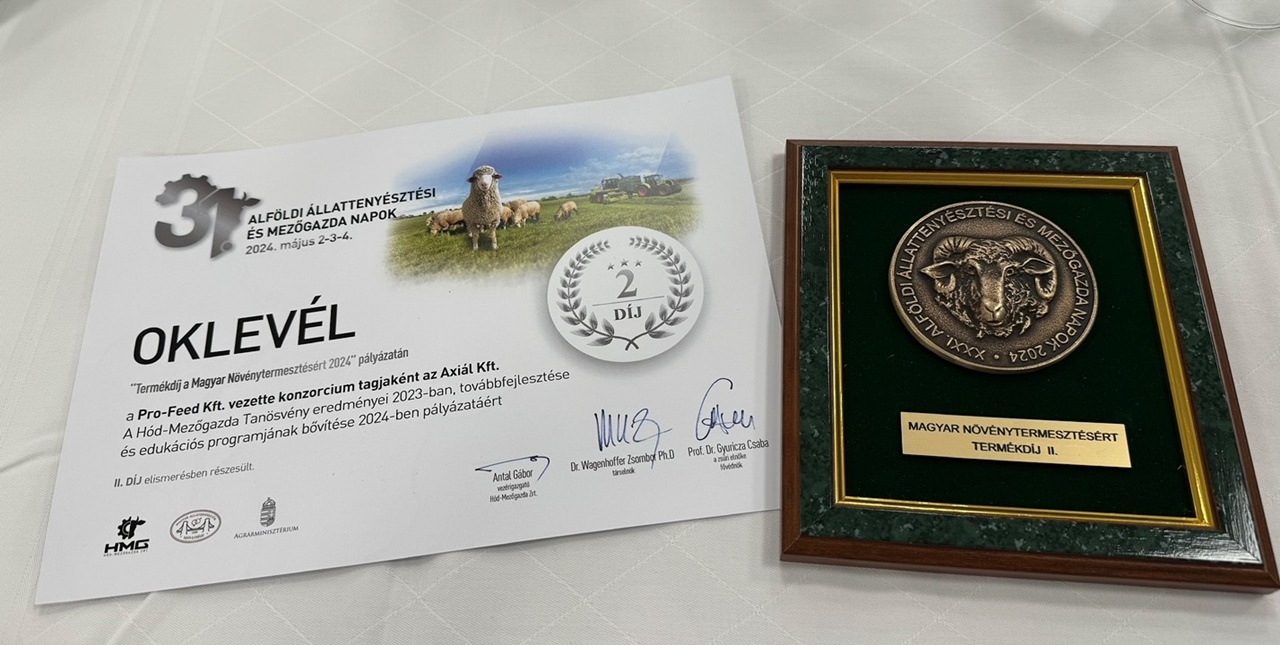 31.
ALFÖLDI ÁLLATTENYÉSZTÉSI
ÉS MEZŐGAZDA NAPOK
2024. május 2-3-4.
2
DÍJ
OKLEVÉL
"Termékdíj a Magyar Növénytermesztésért 2024" pályázatán
a Pro-Feed Kft. vezette konzorcium tagjaként az Axiál Kft.
A Hód-Mezőgazda Tanösvény eredményei 2023-ban, továbbfejlesztése
és edukációs programjának bővítése 2024-ben pályázatáért
II. DÍJ elismerésben részesült.
Antal Gábor
vezérigazgató
Hód-Mezőgazda Zrt.
Dr. Wagenhoffer Zsombor Ph.D
társelnök
Prof. Dr. Gyuricza Csaba
a zsűri elnöke
fővédnök
HMG
HÓD-MEZŐGAZDA ZRT
AGRÁRMINISZTÉRIUM
XXXI. ALFÖLDI ÁLLATTENYÉSZTÉSI ÉS MEZŐGAZDA NAPOK 2024 •
MAGYAR NÖVÉNYTERMESZTÉSÉRT
TERMÉKDÍJ II.